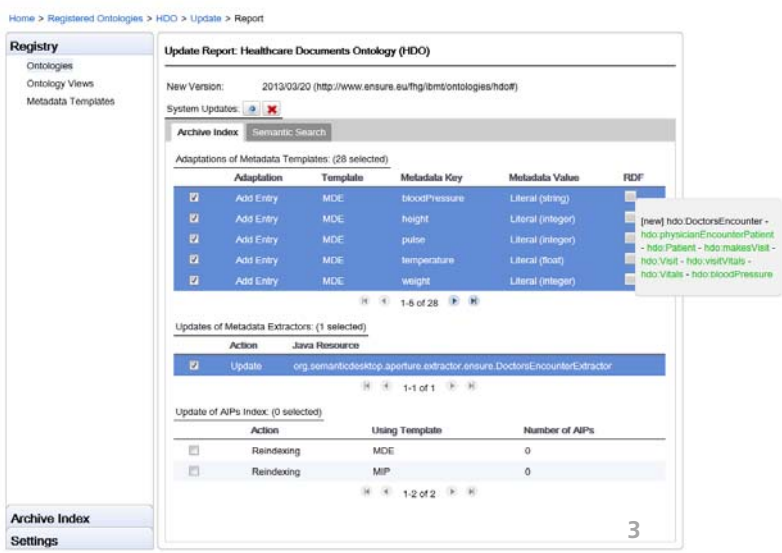 Home > Registered Ontologies > HDO > Update > Report
Registry
Ontologies
Ontology Views
Metadata Templates
Archive Index
Settings
Update Report: Healthcare Documents Ontology (HDO)
New Version: 2013/03/20 (http://www.ensure.eu/fhg/ibmt/ontologies/hdo#)
System Updates:
Archive Index Semantic Search
Adaptations of Metadata Templates: (28 selected)
Adaptation Template Metadata Key Metadata Value RDF
Add Entry MDE bloodPressure Literal (string)
Add Entry MDE height Literal (integer)
Add Entry MDE pulse Literal (integer)
Add Entry MDE temperature Literal (float)
Add Entry MDE weight Literal (integer)
1-5 of 28
[new] hdo:DoctorsEncounter -
hdo:physicianEncounterPatient
- hdo:Patient - hdo:makesVisit -
hdo:Visit - hdo:visitVitals -
hdo:Vitals - hdo:bloodPressure
Updates of Metadata Extractors: (1 selected)
Action Java Resource
Update org.semanticdesktop.aperture.extractor.ensure.DoctorsEncounterExtractor
1-1 of 1
Update of AIPs Index: (0 selected)
Action Using Template Number of AIPs
Reindexing MDE 0
Reindexing MIP 0
1-2 of 2
3